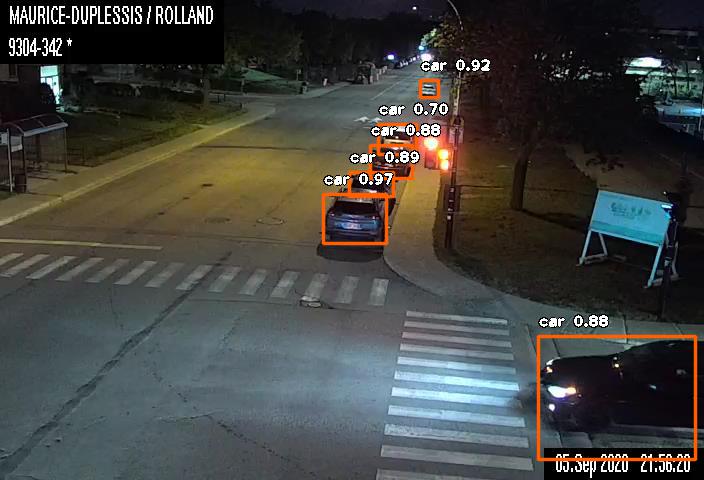 MAURICE-DUPLESSIS / ROLLAND
9304-342 *
car 0.92
car 0.70
car 0.88
car 0.89
car 0.97
car 0.88
05.Sep 2020 21:56:20